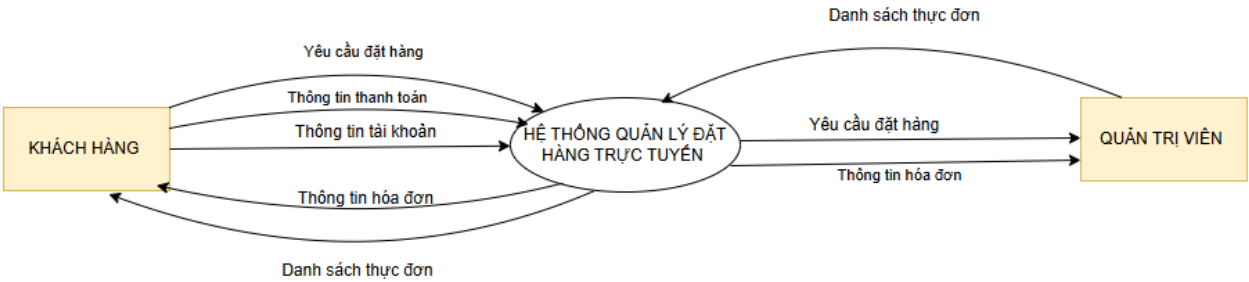 Danh sách thực đơn
Yêu cầu đặt hàng
Thông tin thanh toán
Thông tin tài khoản
KHÁCH HÀNG
HỆ THỐNG QUẢN LÝ ĐẶT
HÀNG TRỰC TUYẾN
Yêu cầu đặt hàng
QUẢN TRỊ VIÊN
Thông tin hóa đơn
Thông tin hóa đơn
Danh sách thực đơn